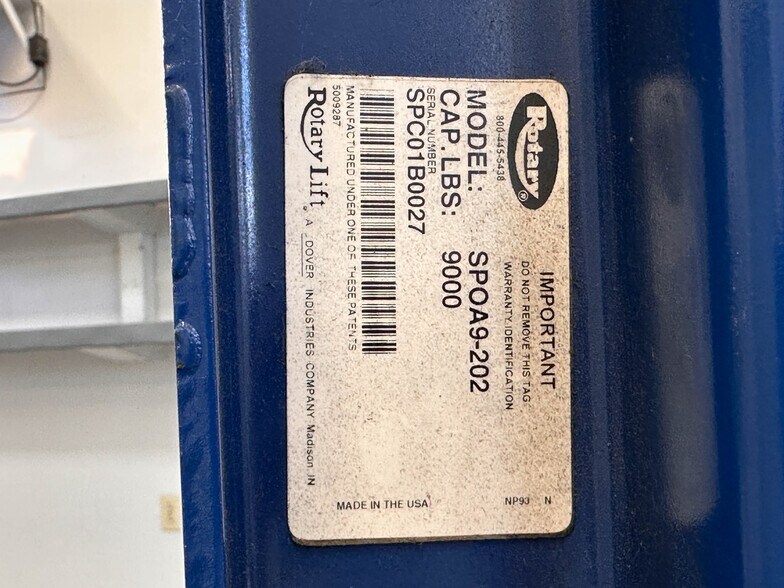 Rotary®
800-445-5438
IMPORTANT
DO NOT REMOVE THIS TAG
WARRANTY IDENTIFICATION
MODEL: SPOA9-202
CAP.LBS: 9000
SERIAL NUMBER
SPC01B0027
MANUFACTURED UNDER ONE OF THESE PATENTS
5009287
Rotary Lift, A DOVER INDUSTRIES COMPANY Madison, IN
MADE IN THE USA
NP93 N